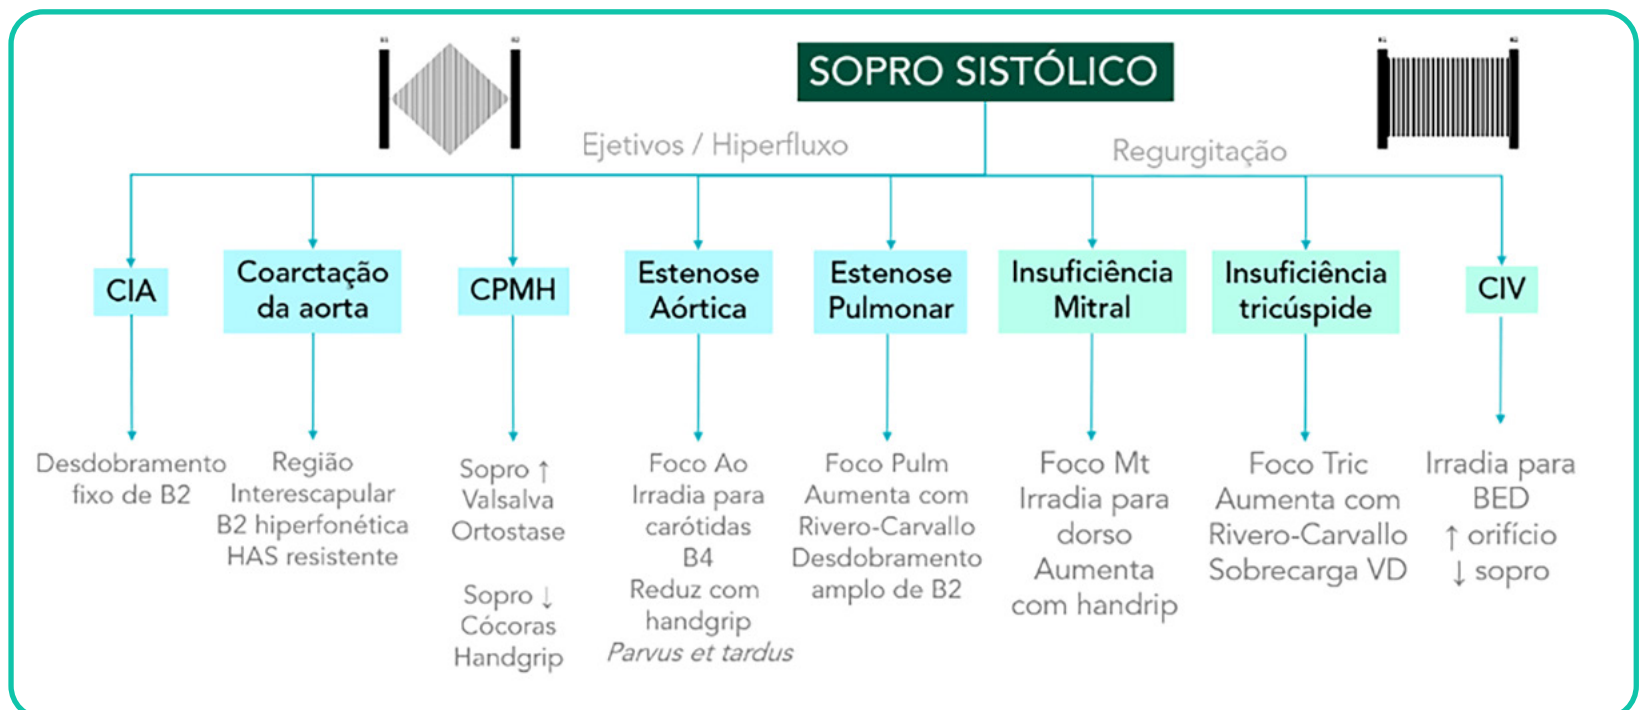 SOPRO SISTÓLICO
Ejetivos / Hiperfluxo
Regurgitação
CIA
Desdobramento
fixo de B2
Coarctação
da aorta
Região
Interescapular
B2 hiperfonética
HAS resistente
CPMH
Sopro ↑
Valsalva
Ortostase
Sopro ↓
Cócoras
Handgrip
Estenose
Aórtica
Foco Ao
Irradia para
carótidas
B4
Reduz com
handgrip
Parvus et tardus
Estenose
Pulmonar
Foco Pulm
Aumenta com
Rivero-Carvallo
Desdobramento
amplo de B2
Insuficiência
Mitral
Foco Mt
Irradia para
dorso
Aumenta
com handrip
Insuficiência
tricúspide
Foco Tric
Aumenta com
Rivero-Carvallo
Sobrecarga VD
CIV
Irradia para
BED
↑ orifício
↓ sopro